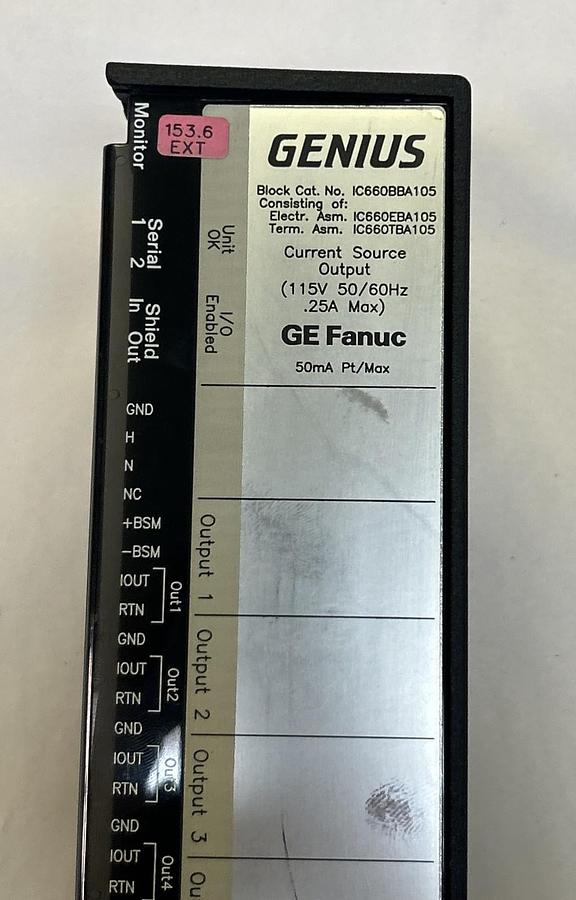 153.6
EXT
GENIUS
Block Cat. No. IC660BBA105
Consisting of:
Electr. Asm. IC660EBA105
Term. Asm. IC660TBA105
Current Source
Output
(115V 50/60Hz
.25A Max)
GE Fanuc
50mA Pt/Max
Monitor
Serial
1 2
Shield
In Out
Unit
OK
I/O
Enabled
GND
H
N
NC
+BSM
-BSM
IOUT
RTN
Out1
GND
IOUT
RTN
Out2
GND
IOUT
RTN
Out3
GND
IOUT
RTN
Out4
Output 1
Output 2
Output 3
Ou